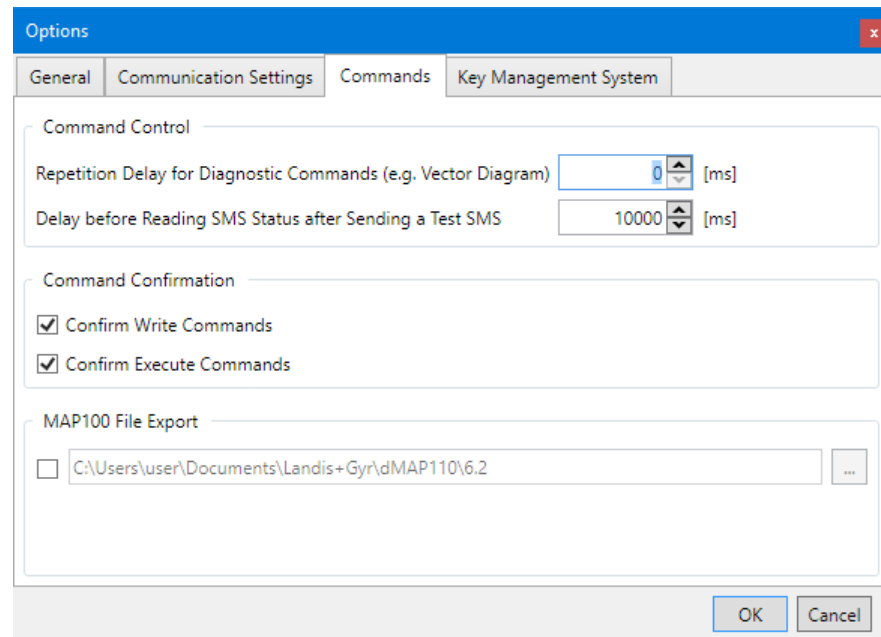 Options
x
General Communication Settings Commands Key Management System
Command Control
Repetition Delay for Diagnostic Commands (e.g. Vector Diagram) 0 [ms]
Delay before Reading SMS Status after Sending a Test SMS 10000 [ms]
Command Confirmation
Confirm Write Commands
Confirm Execute Commands
MAP100 File Export
C:\Users\user\Documents\Landis+Gyr\dMAP110\6.2 ...
OK Cancel